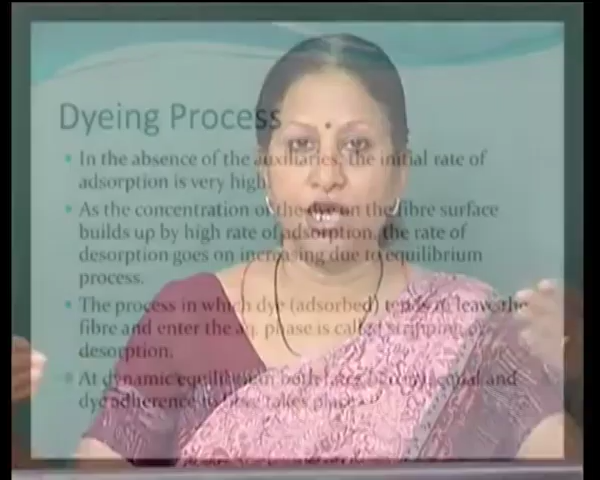 Dyeing Process
In the absence of the auxiliaries, the initial rate of
adsorption is very high
As the concentration of the dye on the fibre surface
builds up by high rate of adsorption, the rate of
desorption goes on increasing due to equilibrium
process.
The process in which dye (adsorbed) tends to leave the
fibre and enter the aq. phase is called stripping or
desorption.
At dynamic equilibrium both rates become equal and
dye adherence to fibre takes place